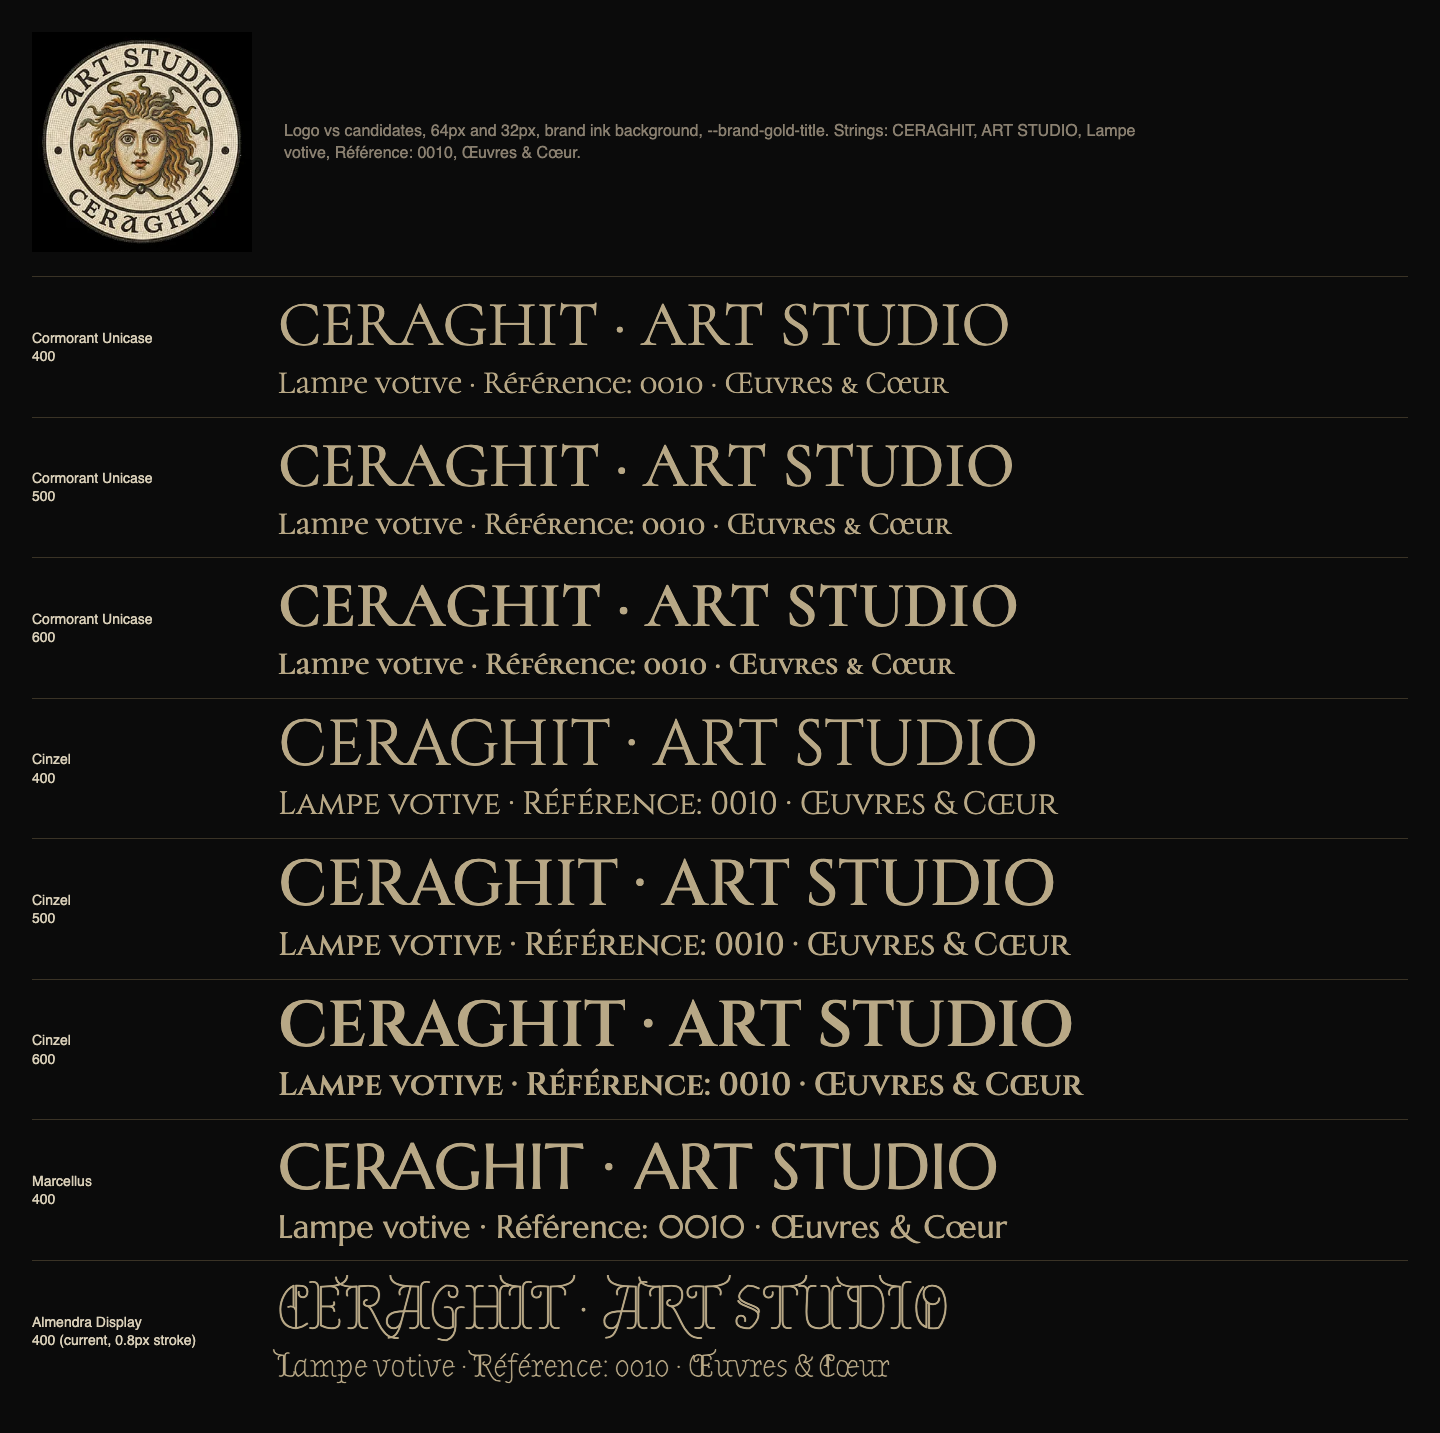 ART STUDIO
CERAGHIT
Logo vs candidates, 64px and 32px, brand ink background, --brand-gold-title. Strings: CERAGHIT, ART STUDIO, Lampe
votive, Référence: 0010, Œuvres & Cœur.
Cormorant Unicase
400
CERAGHIT · ART STUDIO
Lampe votive · Référence: 0010 · Œuvres & Cœur
Cormorant Unicase
500
CERAGHIT · ART STUDIO
Lampe votive · Référence: 0010 · Œuvres & Cœur
Cormorant Unicase
600
CERAGHIT · ART STUDIO
Lampe votive · Référence: 0010 · Œuvres & Cœur
Cinzel
400
CERAGHIT · ART STUDIO
LAMPE VOTIVE · RÉFÉRENCE: 0010 · ŒUVRES & CŒUR
Cinzel
500
CERAGHIT · ART STUDIO
LAMPE VOTIVE · RÉFÉRENCE: 0010 · ŒUVRES & CŒUR
Cinzel
600
CERAGHIT · ART STUDIO
LAMPE VOTIVE · RÉFÉRENCE: 0010 · ŒUVRES & CŒUR
Marcellus
400
CERAGHIT · ART STUDIO
Lampe votive · Référence: 0010 · Œuvres & Cœur
Almendra Display
400 (current, 0.8px stroke)
CERAGHIT · ART STUDIO
Lampe votive · Référence: 0010 · Œuvres & Cœur